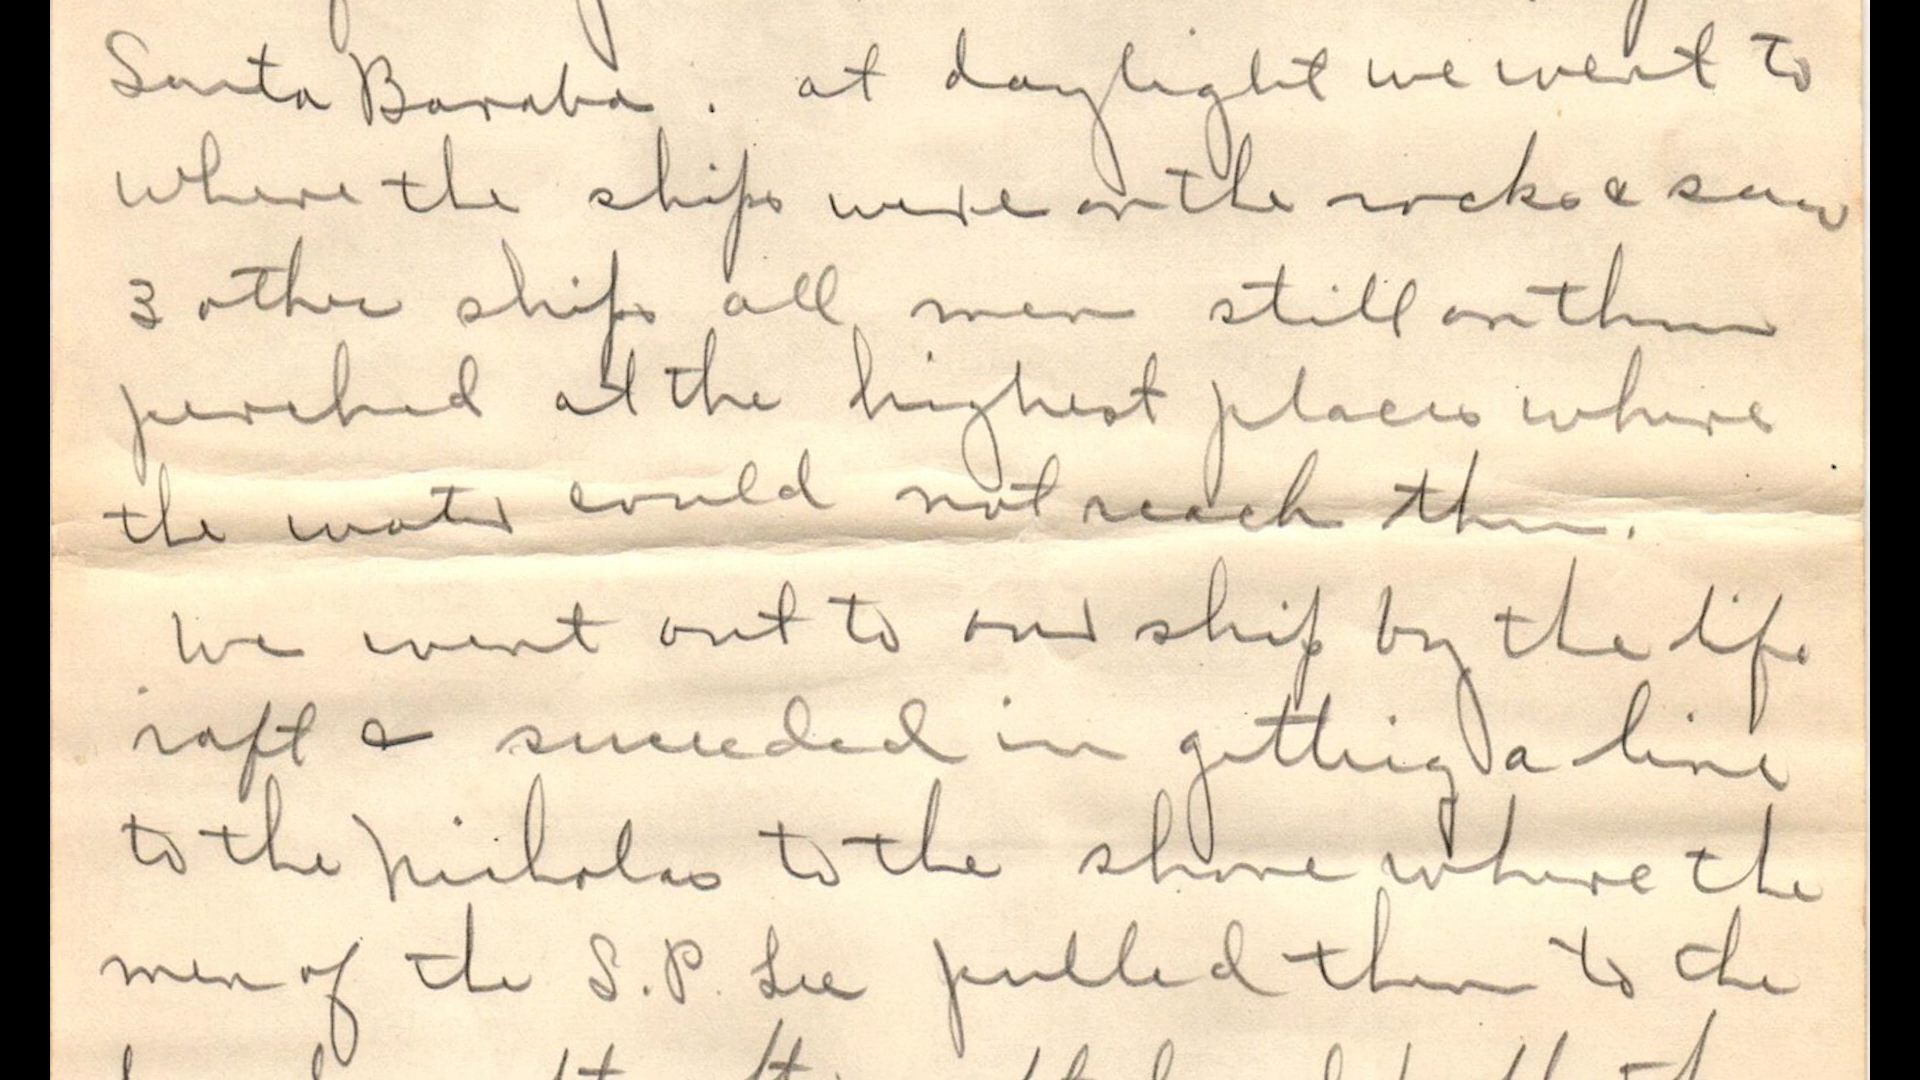 Santa Baraba. at daylight we went to
where the ships were on the rocks & saw
3 other ships all men still on them
perched at the highest places where
the water could not reach them.
We went out to our ship by the life
raft & succeeded in getting a line
to the Nicholas to the shore where the
men of the S.P. Lee pulled them to the